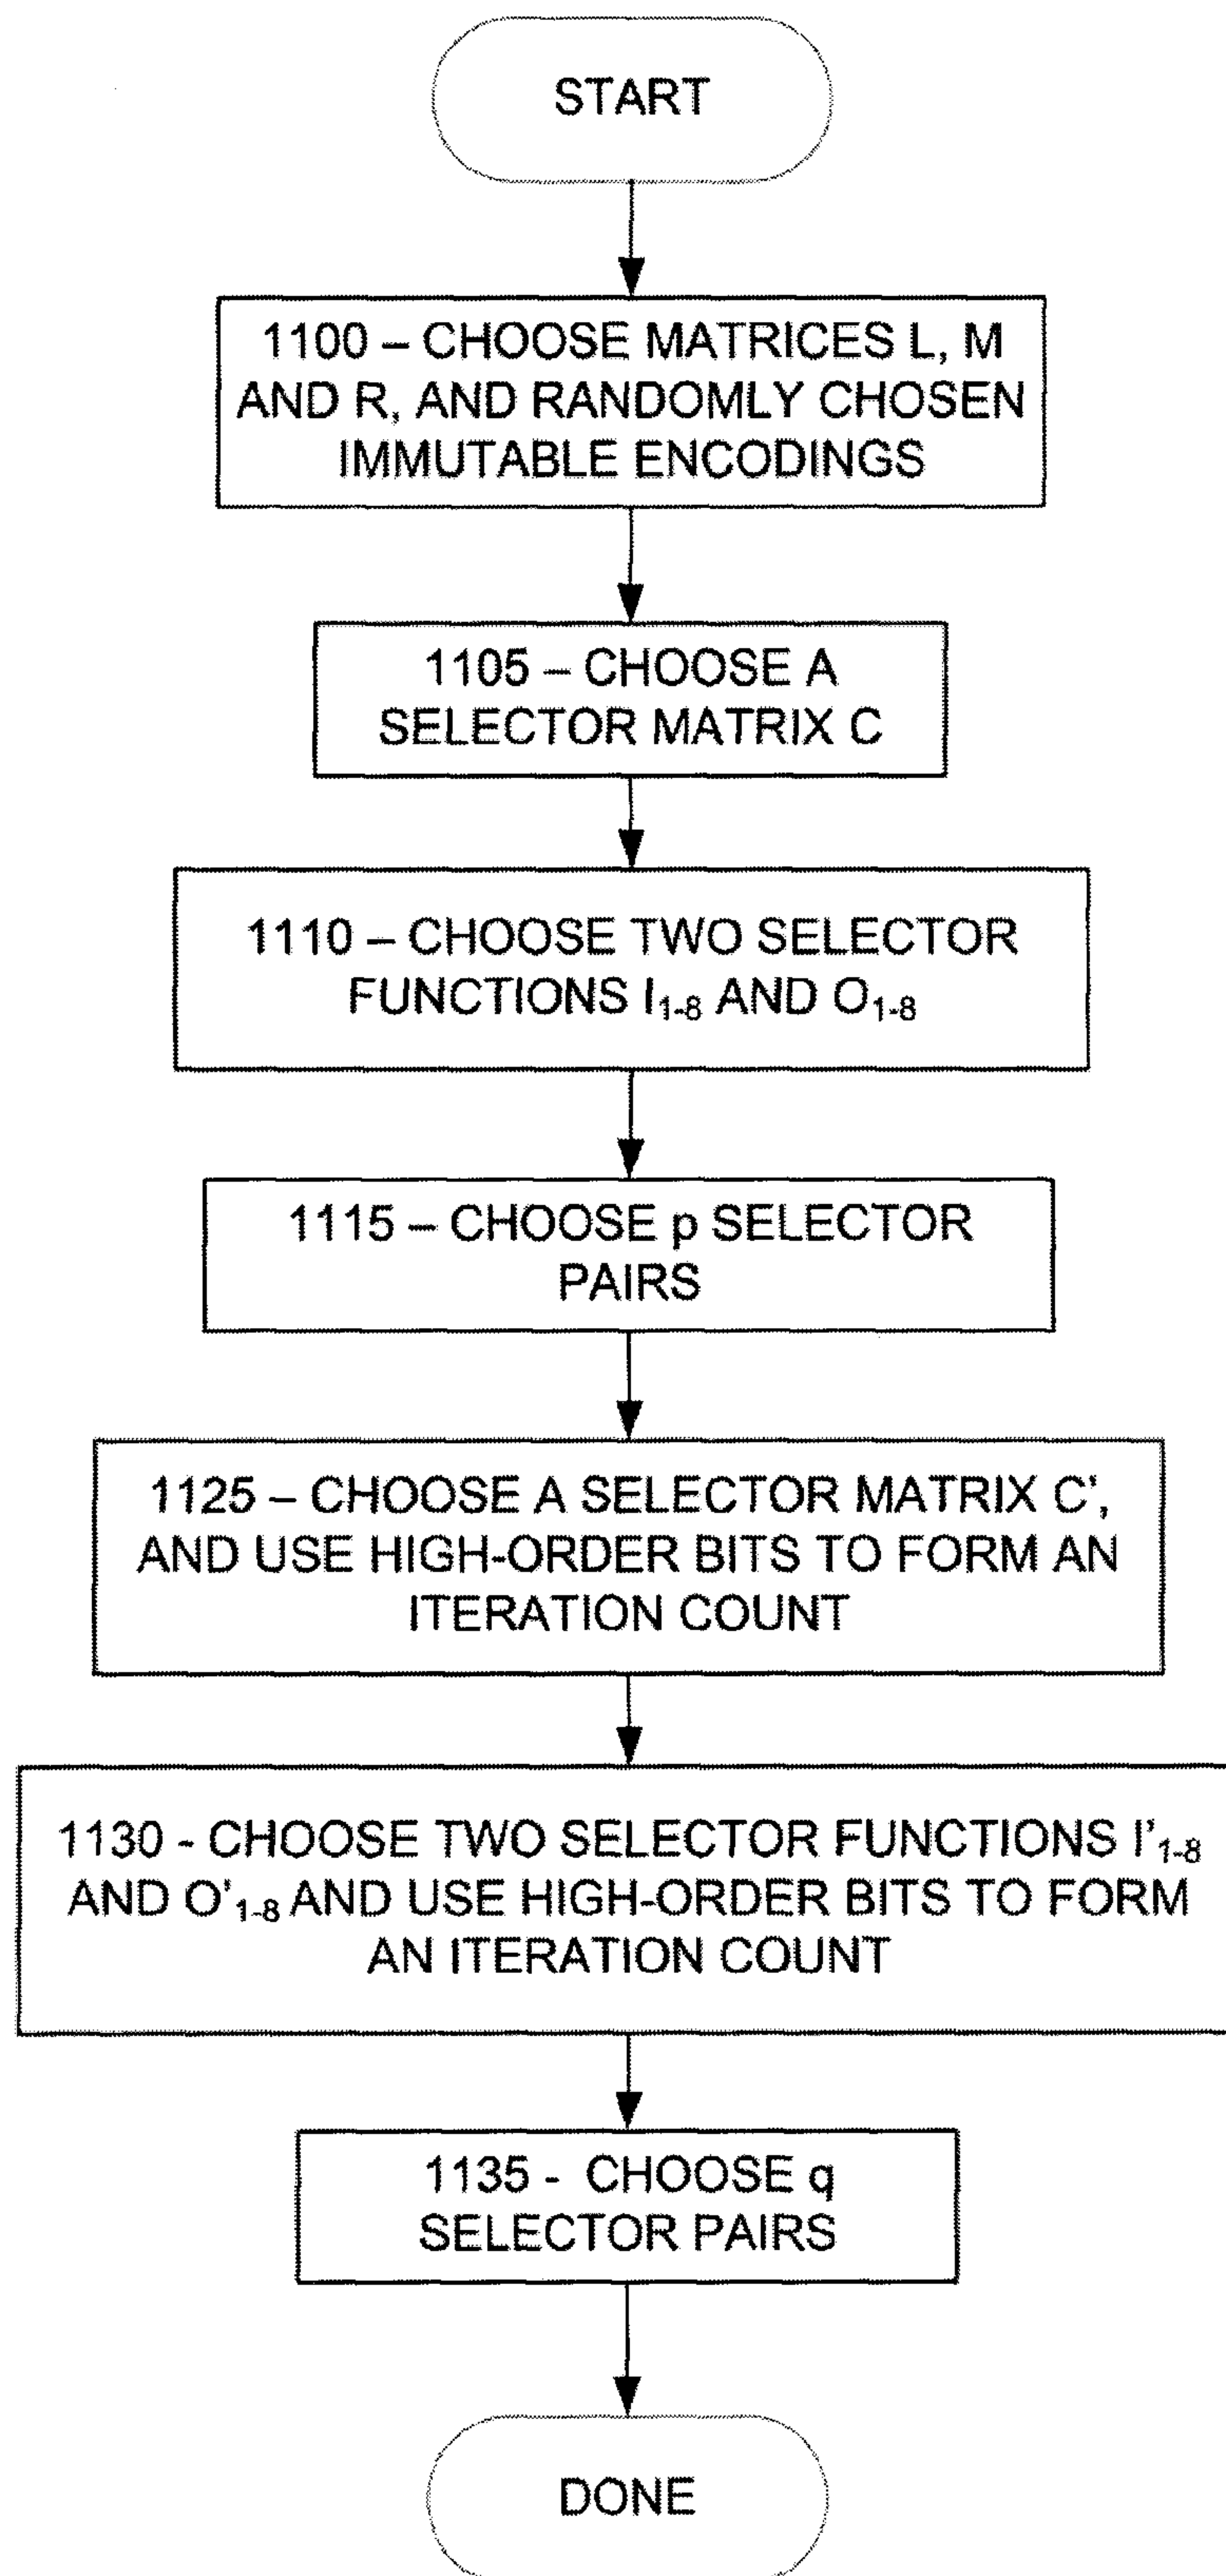 START
1100 – CHOOSE MATRICES L, M
AND R, AND RANDOMLY CHOSEN
IMMUTABLE ENCODINGS
1105 – CHOOSE A
SELECTOR MATRIX C
1110 – CHOOSE TWO SELECTOR
FUNCTIONS I₁₋₈ AND O₁₋₈
1115 – CHOOSE p SELECTOR
PAIRS
1125 – CHOOSE A SELECTOR MATRIX C',
AND USE HIGH-ORDER BITS TO FORM AN
ITERATION COUNT
1130 - CHOOSE TWO SELECTOR FUNCTIONS I'₁₋₈
AND O'₁₋₈ AND USE HIGH-ORDER BITS TO FORM
AN ITERATION COUNT
1135 - CHOOSE q
SELECTOR PAIRS
DONE